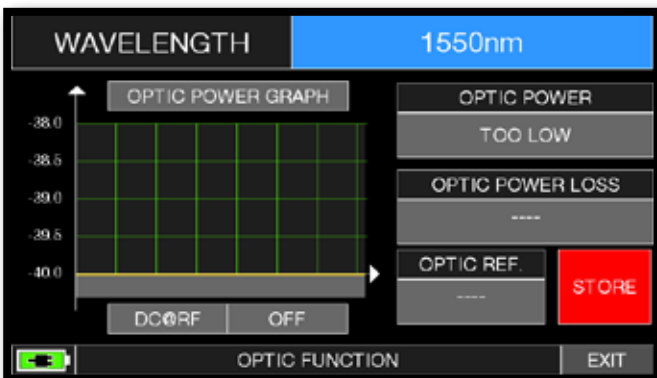 WAVELENGTH 1550nm
OPTIC POWER GRAPH
-38.0
-38.5
-39.0
-39.5
-40.0
DC@RF OFF
OPTIC POWER
TOO LOW
OPTIC POWER LOSS
----
OPTIC REF.
----
STORE
OPTIC FUNCTION EXIT